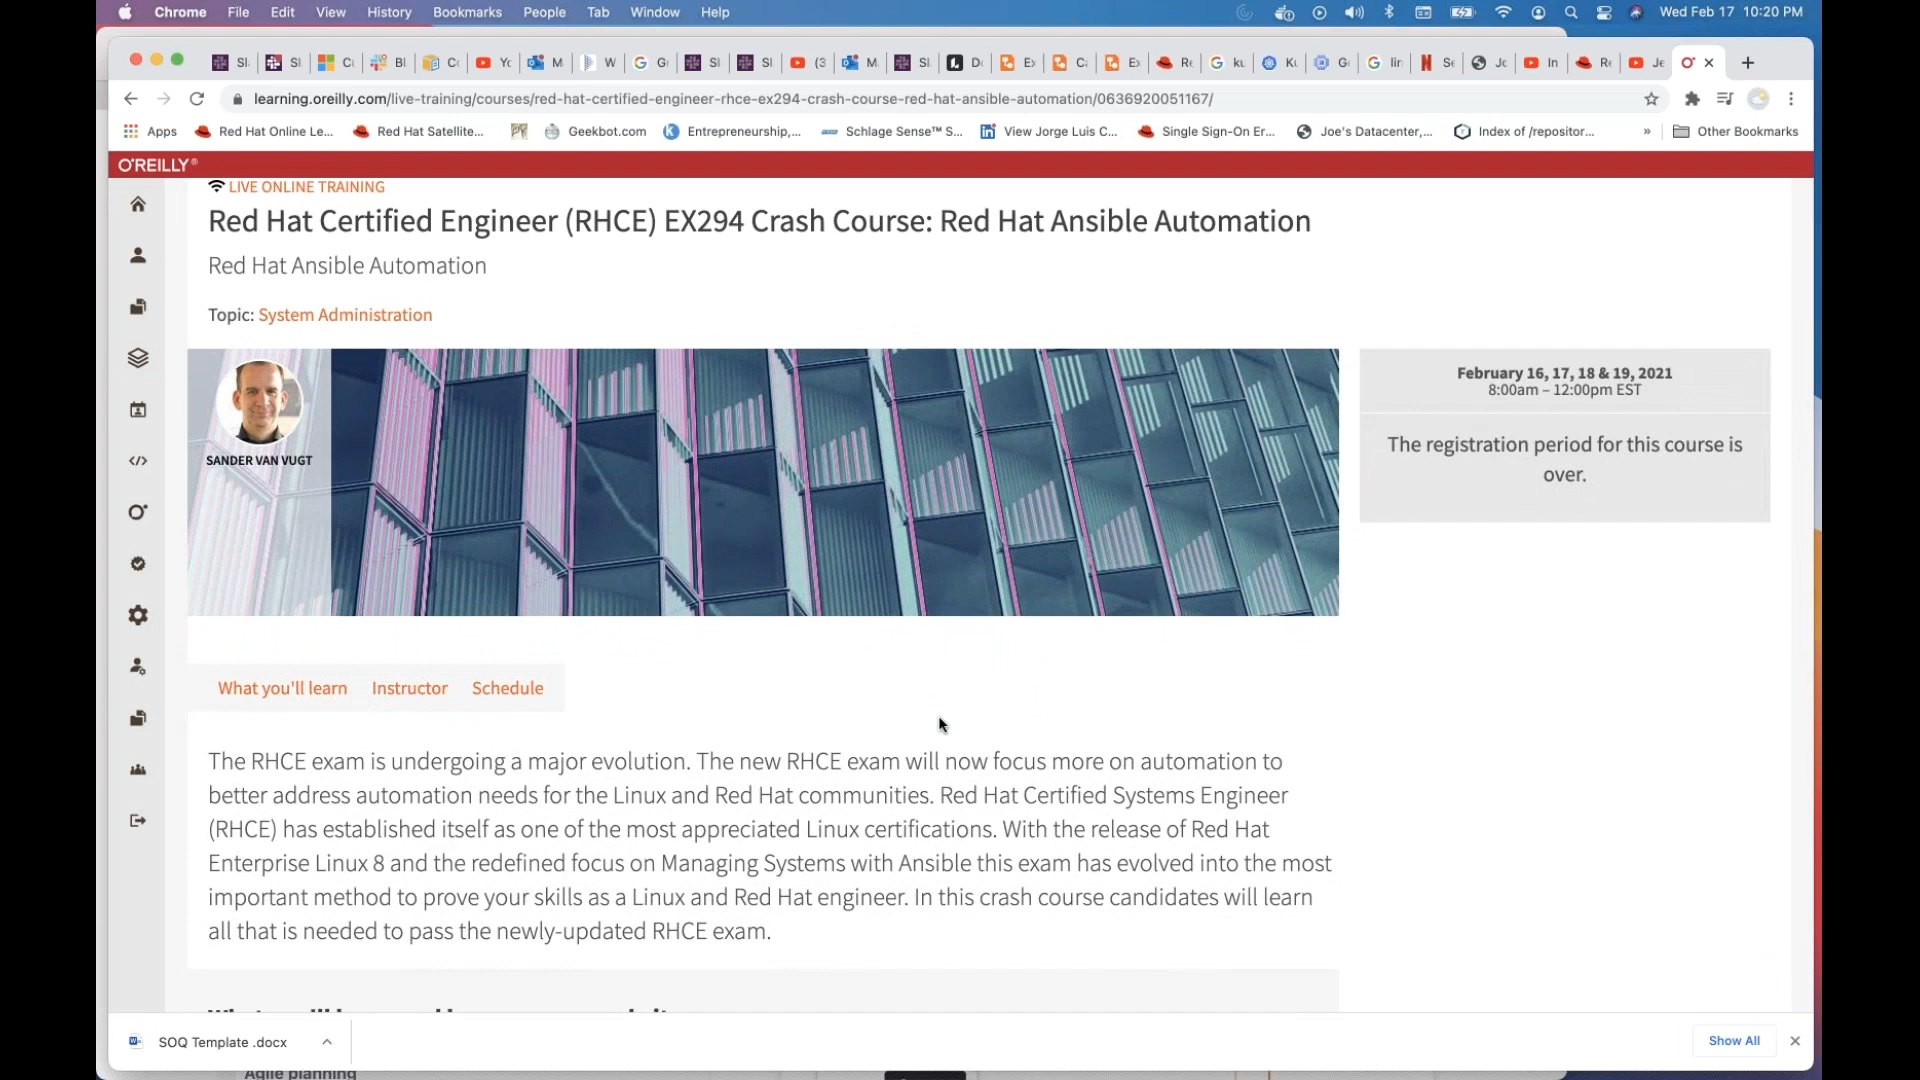 Chrome File Edit View History Bookmarks People Tab Window Help Wed Feb 17 10:20 PM
learning.oreilly.com/live-training/courses/red-hat-certified-engineer-rhce-ex294-crash-course-red-hat-ansible-automation/0636920051167/
Apps Red Hat Online Le... Red Hat Satellite... Geekbot.com Entrepreneurship,... Schlage Sense™ S... View Jorge Luis C... Single Sign-On Er... Joe's Datacenter,... Index of /repositor... » Other Bookmarks
O'REILLY®
LIVE ONLINE TRAINING
Red Hat Certified Engineer (RHCE) EX294 Crash Course: Red Hat Ansible Automation
Red Hat Ansible Automation
Topic: System Administration
SANDER VAN VUGT
February 16, 17, 18 & 19, 2021
8:00am – 12:00pm EST
The registration period for this course is
over.
What you'll learn Instructor Schedule
The RHCE exam is undergoing a major evolution. The new RHCE exam will now focus more on automation to
better address automation needs for the Linux and Red Hat communities. Red Hat Certified Systems Engineer
(RHCE) has established itself as one of the most appreciated Linux certifications. With the release of Red Hat
Enterprise Linux 8 and the redefined focus on Managing Systems with Ansible this exam has evolved into the most
important method to prove your skills as a Linux and Red Hat engineer. In this crash course candidates will learn
all that is needed to pass the newly-updated RHCE exam.
SOQ Template .docx Show All
Agile planning